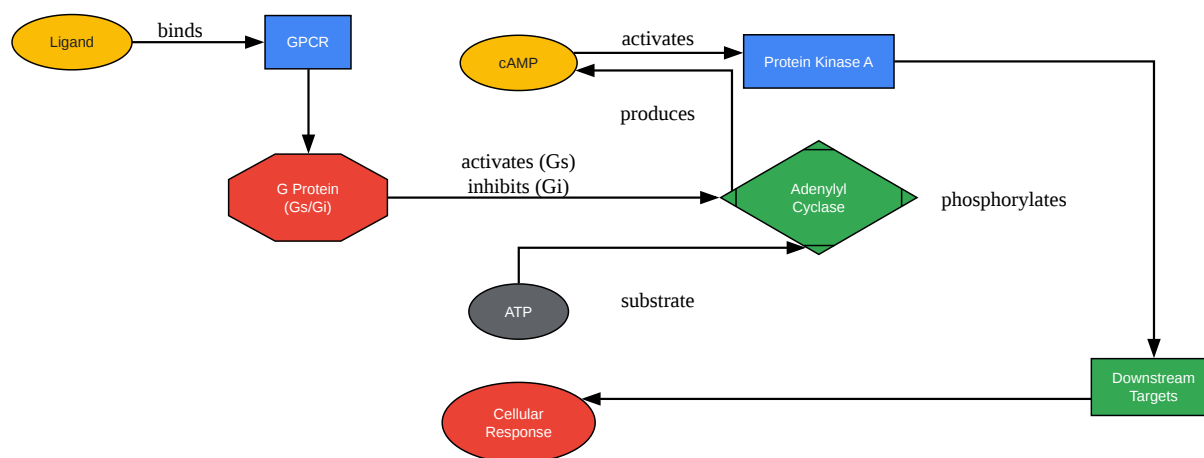 Ligand
binds
GPCR
cAMP
activates
Protein Kinase A
produces
G Protein
(Gs/Gi)
activates (Gs)
inhibits (Gi)
Adenylyl
Cyclase
phosphorylates
ATP
substrate
Downstream
Targets
Cellular
Response